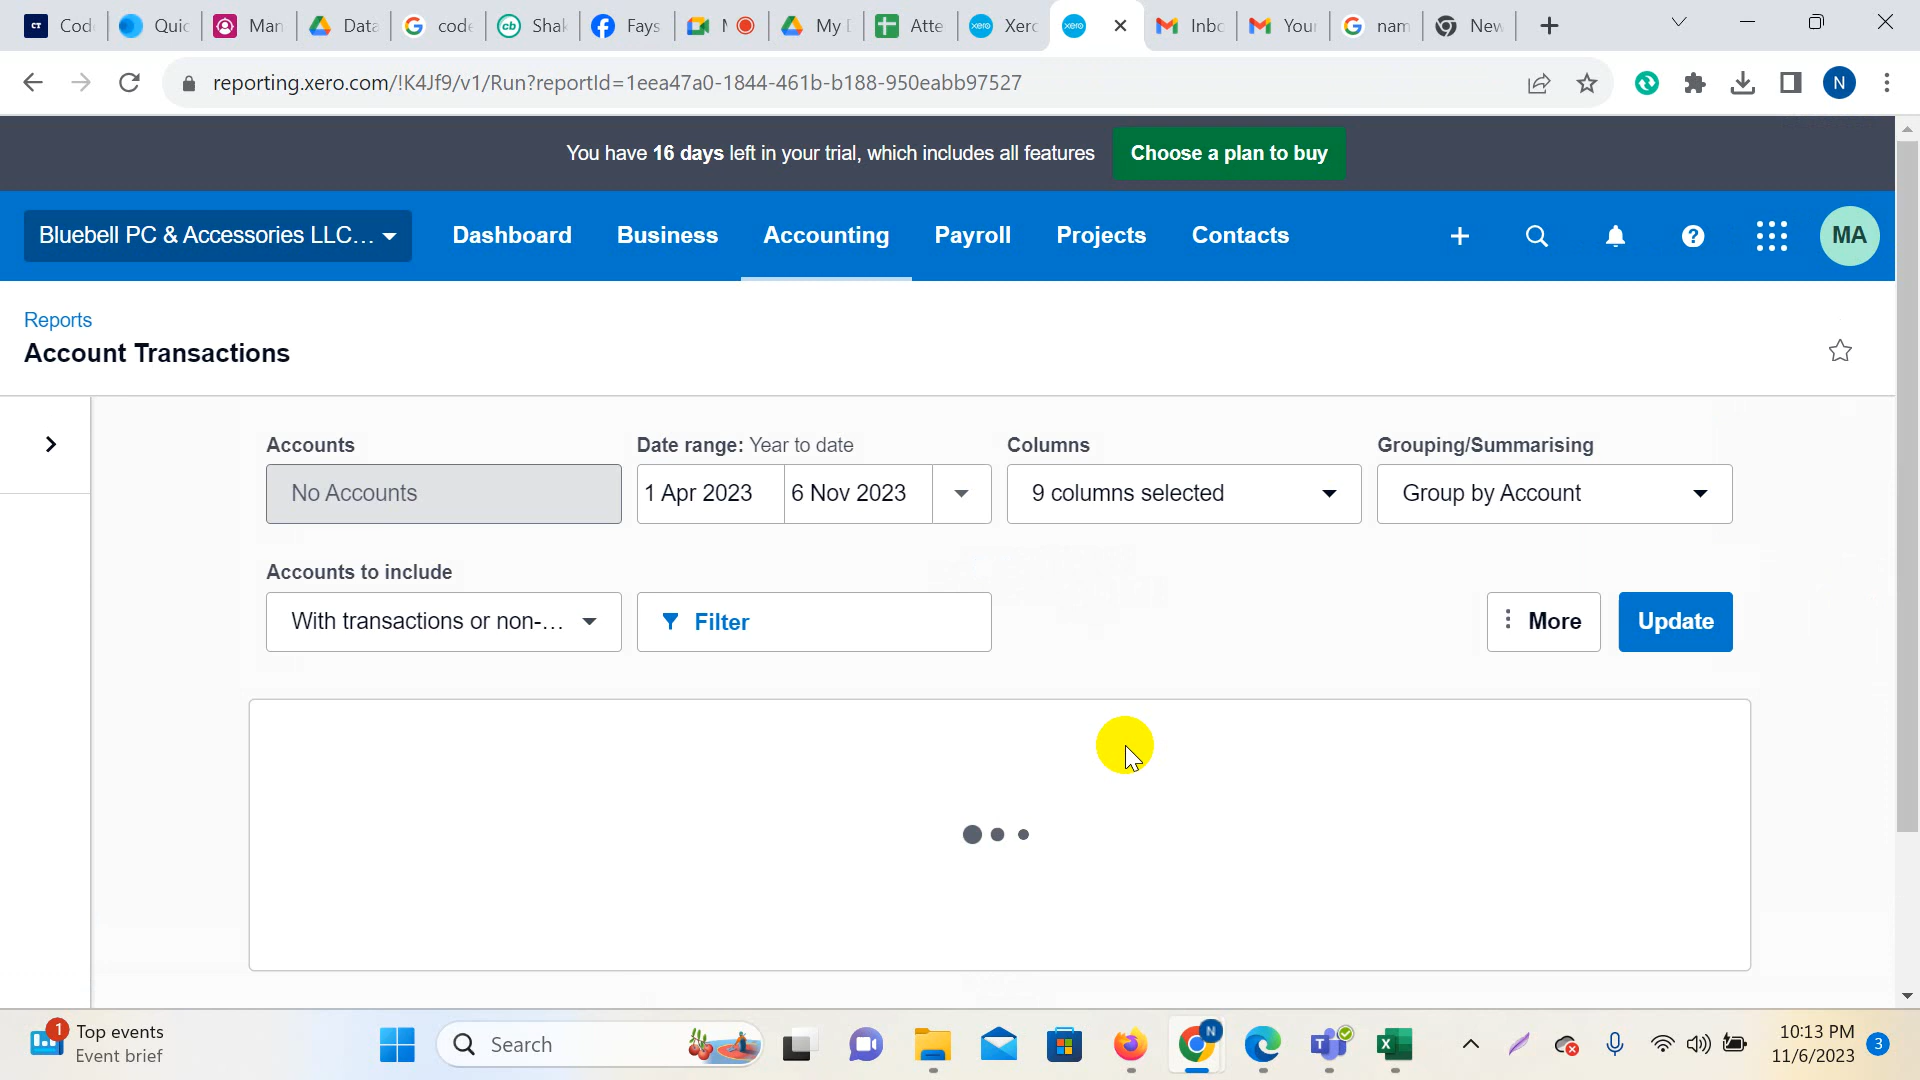 Cod
Quic
Man
Data
code
Shak
Fays
My D
Atte
Xero
Inbo
Your
nam
New
reporting.xero.com/!K4Jf9/v1/Run?reportId=1eea47a0-1844-461b-b188-950eabb97527
N
You have 16 days left in your trial, which includes all features
Choose a plan to buy
Bluebell PC & Accessories LLC...
Dashboard
Business
Accounting
Payroll
Projects
Contacts
MA
Reports
Account Transactions
Accounts
Date range: Year to date
Columns
Grouping/Summarising
No Accounts
1 Apr 2023
6 Nov 2023
9 columns selected
Group by Account
Accounts to include
With transactions or non-...
Filter
More
Update
1
Top events
Event brief
Search
N
10:13 PM
11/6/2023
3